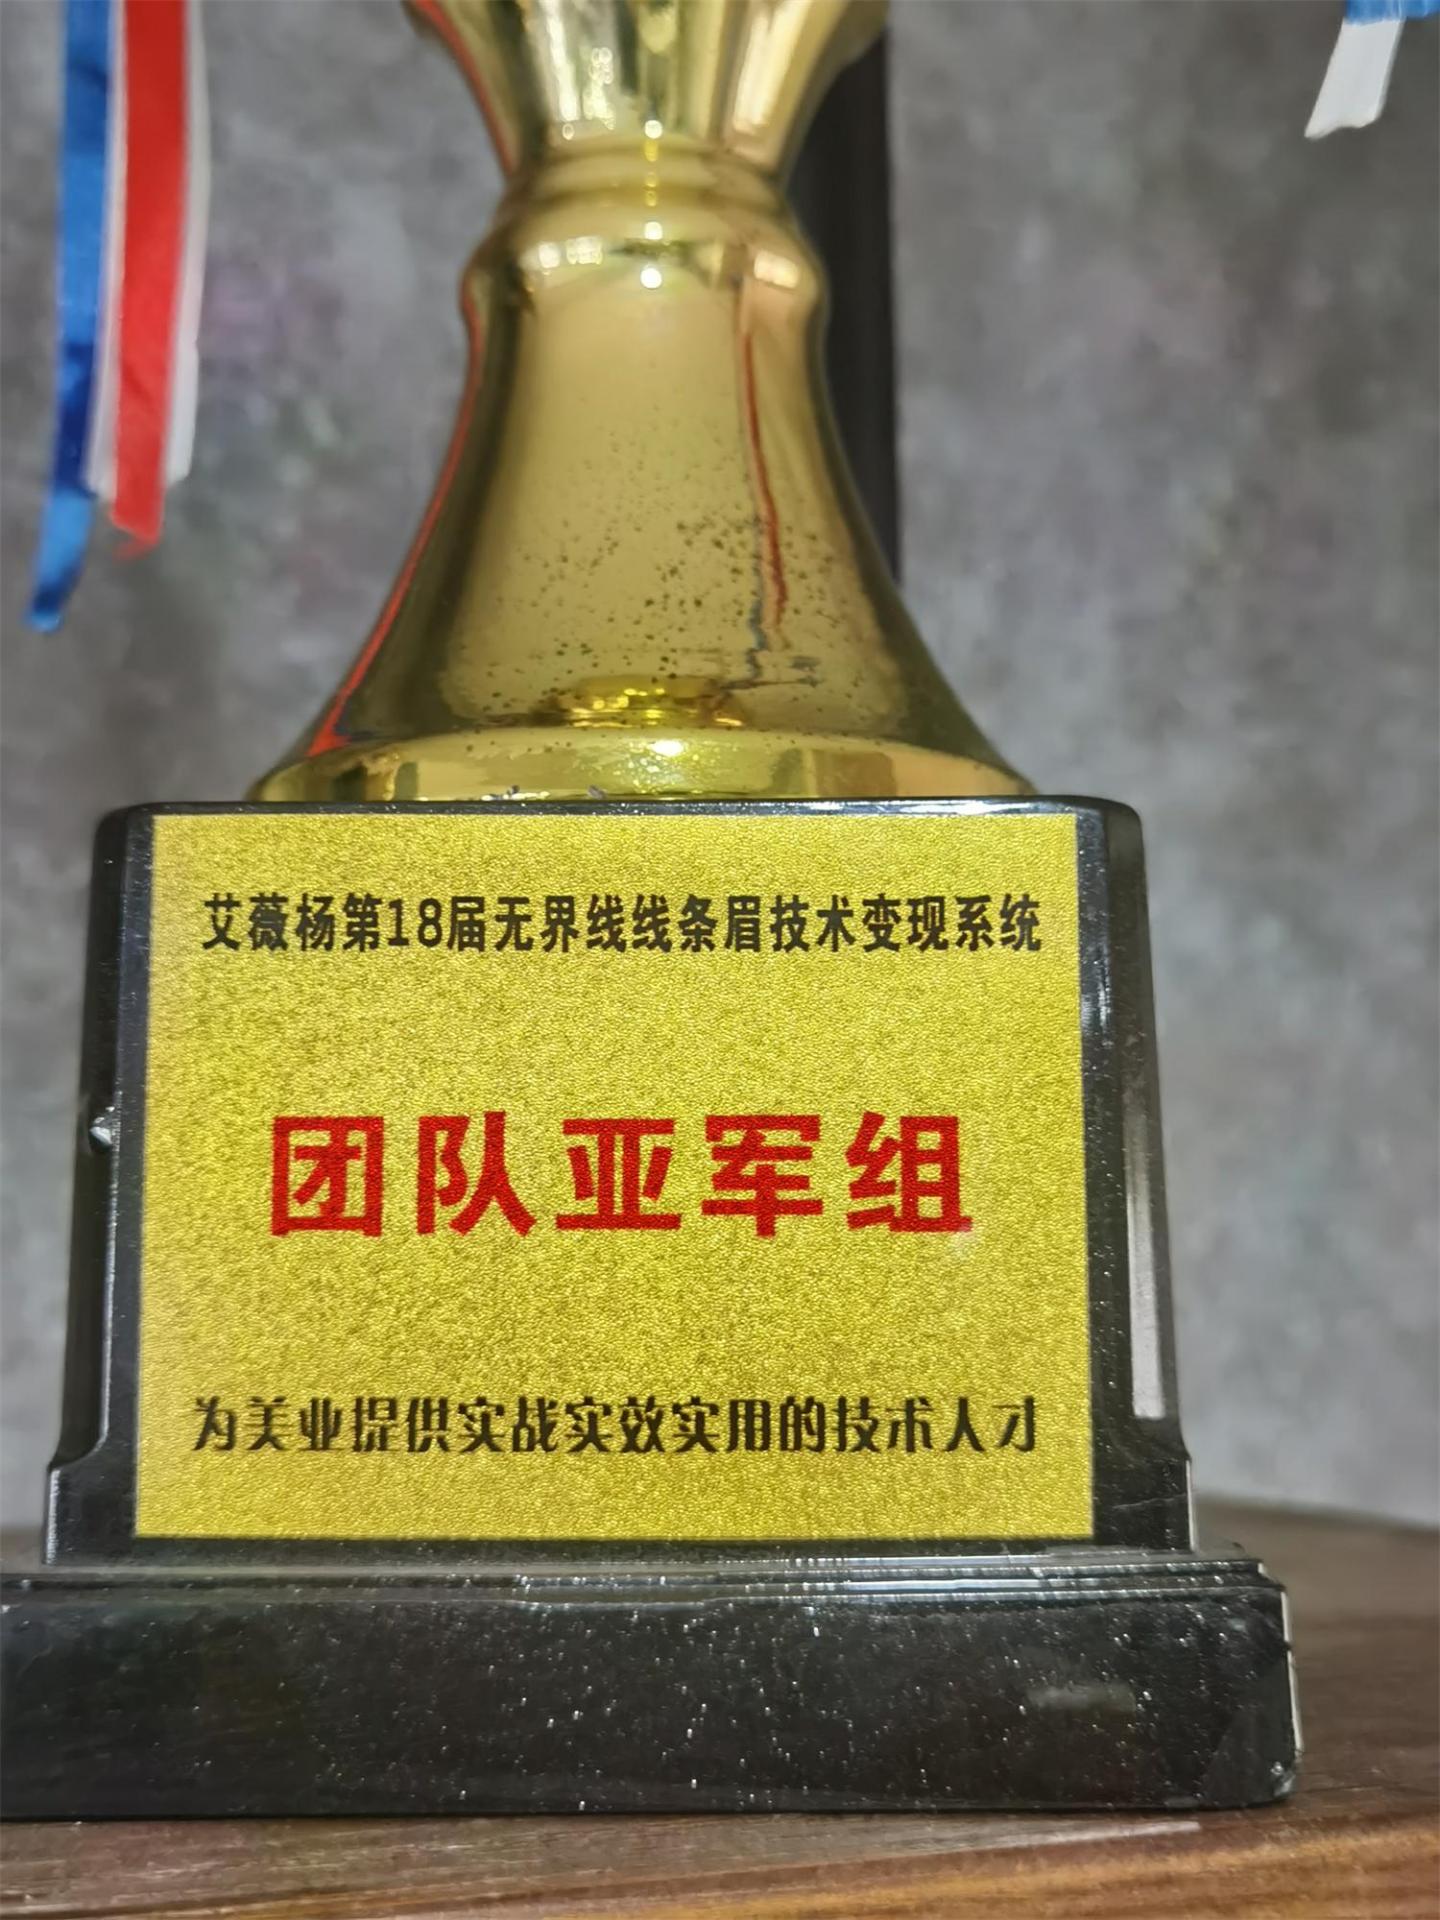 艾薇杨第18届无界线线条眉技术变现系统
团队亚军组
为美业提供实战实效实用的技术人才